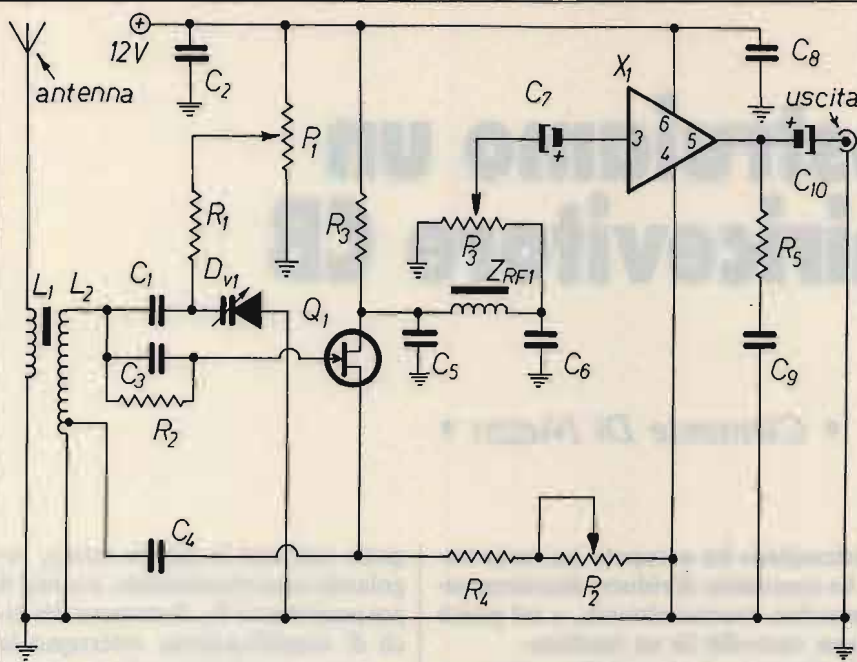 12V
antenna
C2
P1
R1
R3
C7
+
X1
3
6
4
5
C8
uscita
+
C10
L1
L2
C1
Dv1
Q1
P3
ZRF1
R5
C3
R2
C5
C6
C9
C4
R4
P2